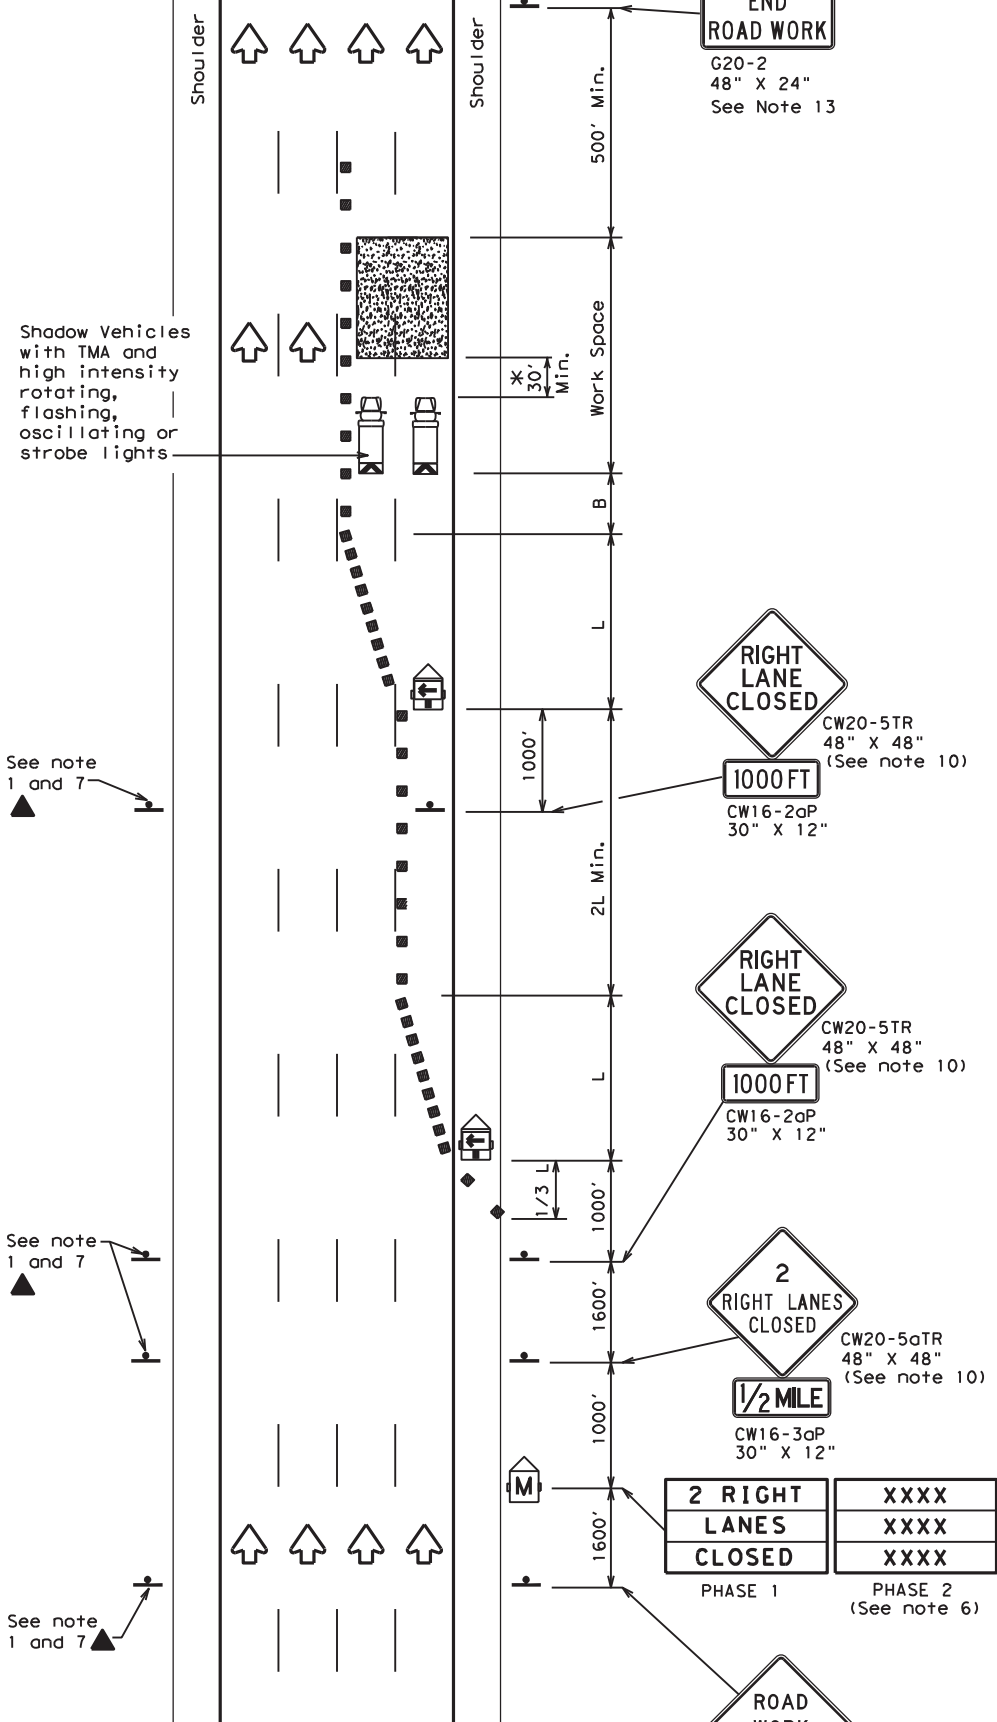 END
ROAD WORK
G20-2
48" X 24"
See Note 13
Shoulder
Shoulder
500' Min.
Shadow Vehicles
with TMA and
high intensity
rotating,
flashing,
oscillating or
strobe lights
*
30'
Min.
Work Space
B
L
RIGHT
LANE
CLOSED
CW20-5TR
48" X 48"
(See note 10)
1000 FT
CW16-2aP
30" X 12"
1000'
See note
1 and 7
2L Min.
RIGHT
LANE
CLOSED
CW20-5TR
48" X 48"
(See note 10)
1000 FT
CW16-2aP
30" X 12"
L
1/3 L
1000'
See note
1 and 7
1600'
2
RIGHT LANES
CLOSED
CW20-5aTR
48" X 48"
(See note 10)
1/2 MILE
CW16-3aP
30" X 12"
1000'
M
2 RIGHT
LANES
CLOSED
PHASE 1
XXXX
XXXX
XXXX
PHASE 2
(See note 6)
1600'
See note
1 and 7
ROAD
WORK